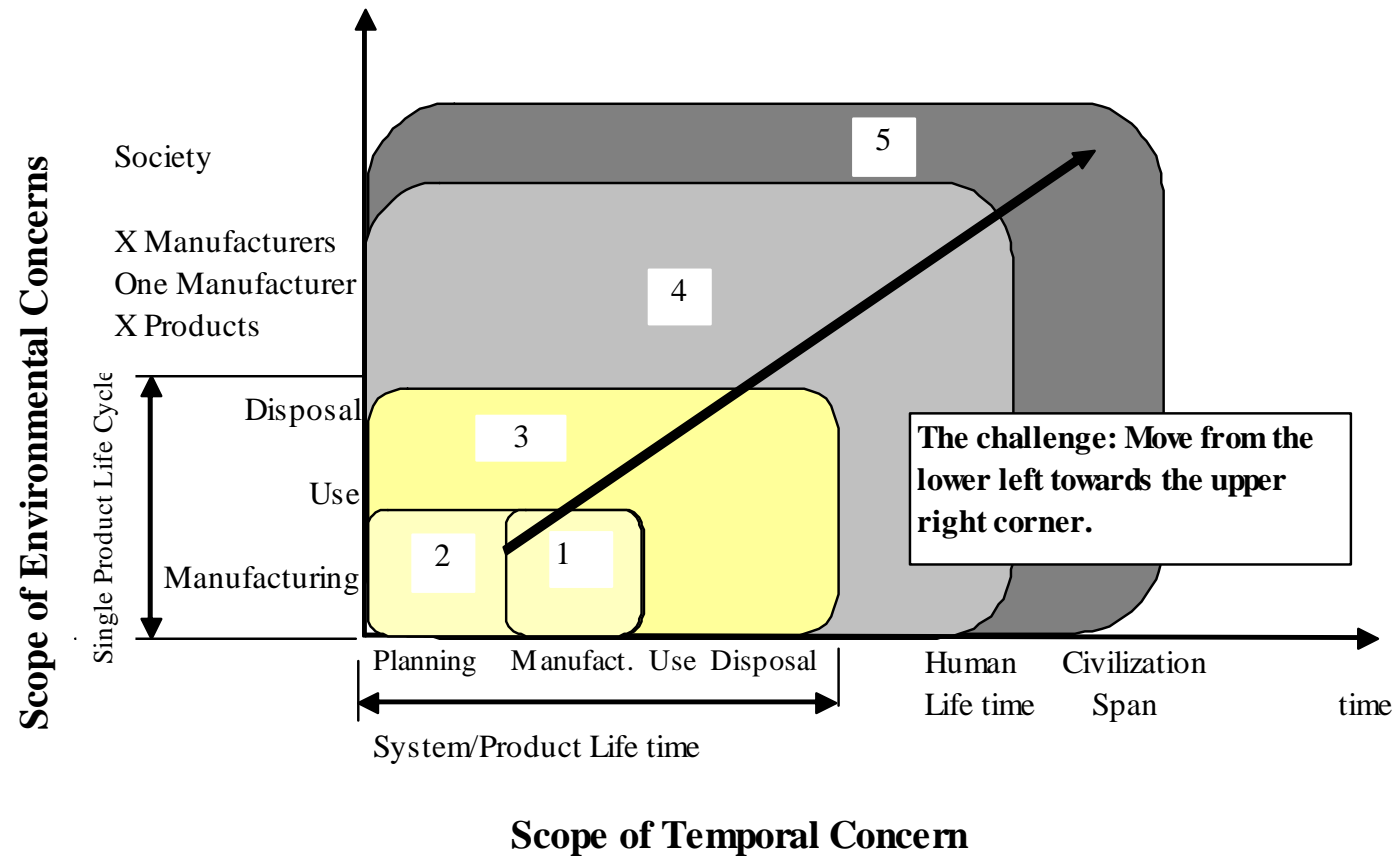 Scope of Environmental Concerns
Single Product Life Cycle
Society
X Manufacturers
One Manufacturer
X Products
Disposal
Use
Manufacturing
5
4
3
2
1
The challenge: Move from the
lower left towards the upper
right corner.
Planning Manufact. Use Disposal
Human Civilization
Life time Span time
System/Product Life time
Scope of Temporal Concern